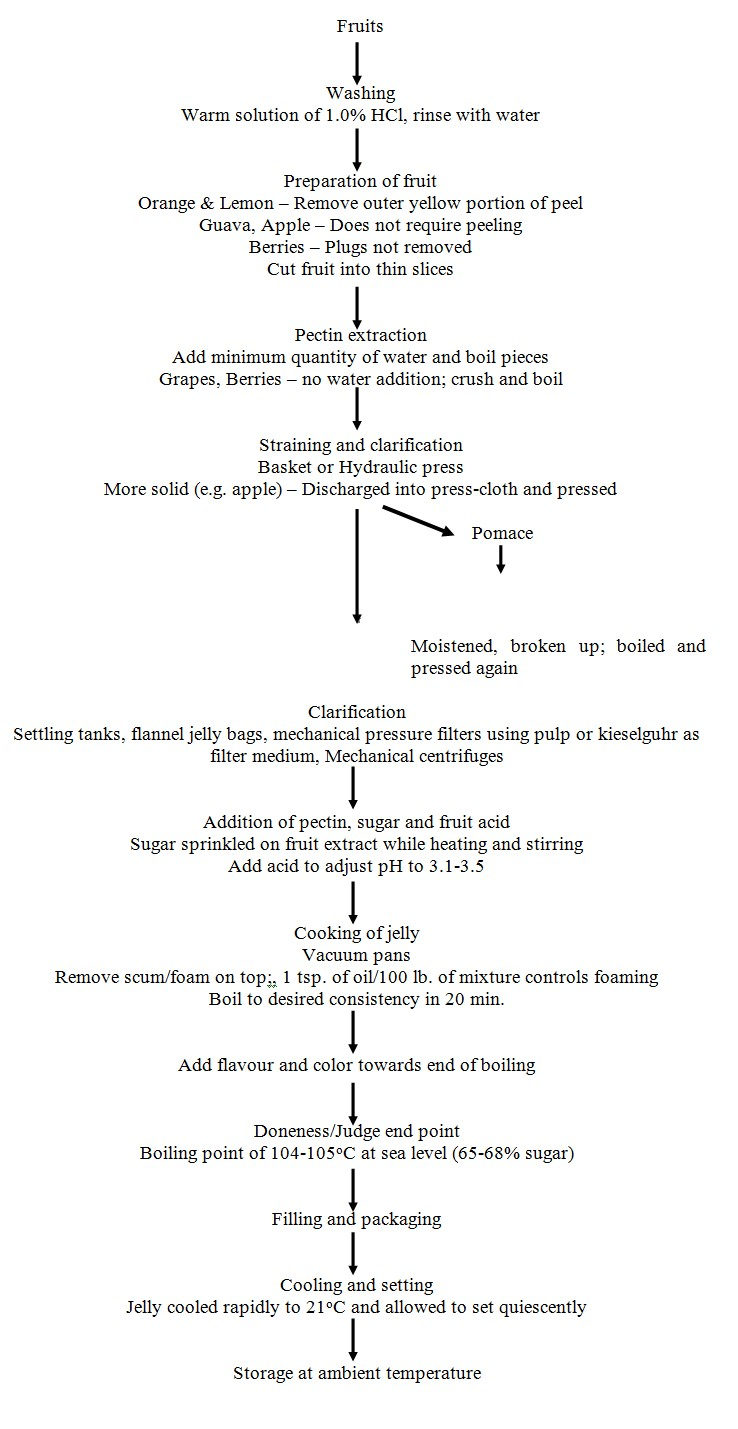 Fruits
Washing
Warm solution of 1.0% HCl, rinse with water
Preparation of fruit
Orange & Lemon – Remove outer yellow portion of peel
Guava, Apple – Does not require peeling
Berries – Plugs not removed
Cut fruit into thin slices
Pectin extraction
Add minimum quantity of water and boil pieces
Grapes, Berries – no water addition; crush and boil
Straining and clarification
Basket or Hydraulic press
More solid (e.g. apple) – Discharged into press-cloth and pressed
Pomace
Moistened, broken up; boiled and
pressed again
Clarification
Settling tanks, flannel jelly bags, mechanical pressure filters using pulp or kieselguhr as
filter medium, Mechanical centrifuges
Addition of pectin, sugar and fruit acid
Sugar sprinkled on fruit extract while heating and stirring
Add acid to adjust pH to 3.1-3.5
Cooking of jelly
Vacuum pans
Remove scum/foam on top;, 1 tsp. of oil/100 lb. of mixture controls foaming
Boil to desired consistency in 20 min.
Add flavour and color towards end of boiling
Doneness/Judge end point
Boiling point of 104-105°C at sea level (65-68% sugar)
Filling and packaging
Cooling and setting
Jelly cooled rapidly to 21°C and allowed to set quiescently
Storage at ambient temperature